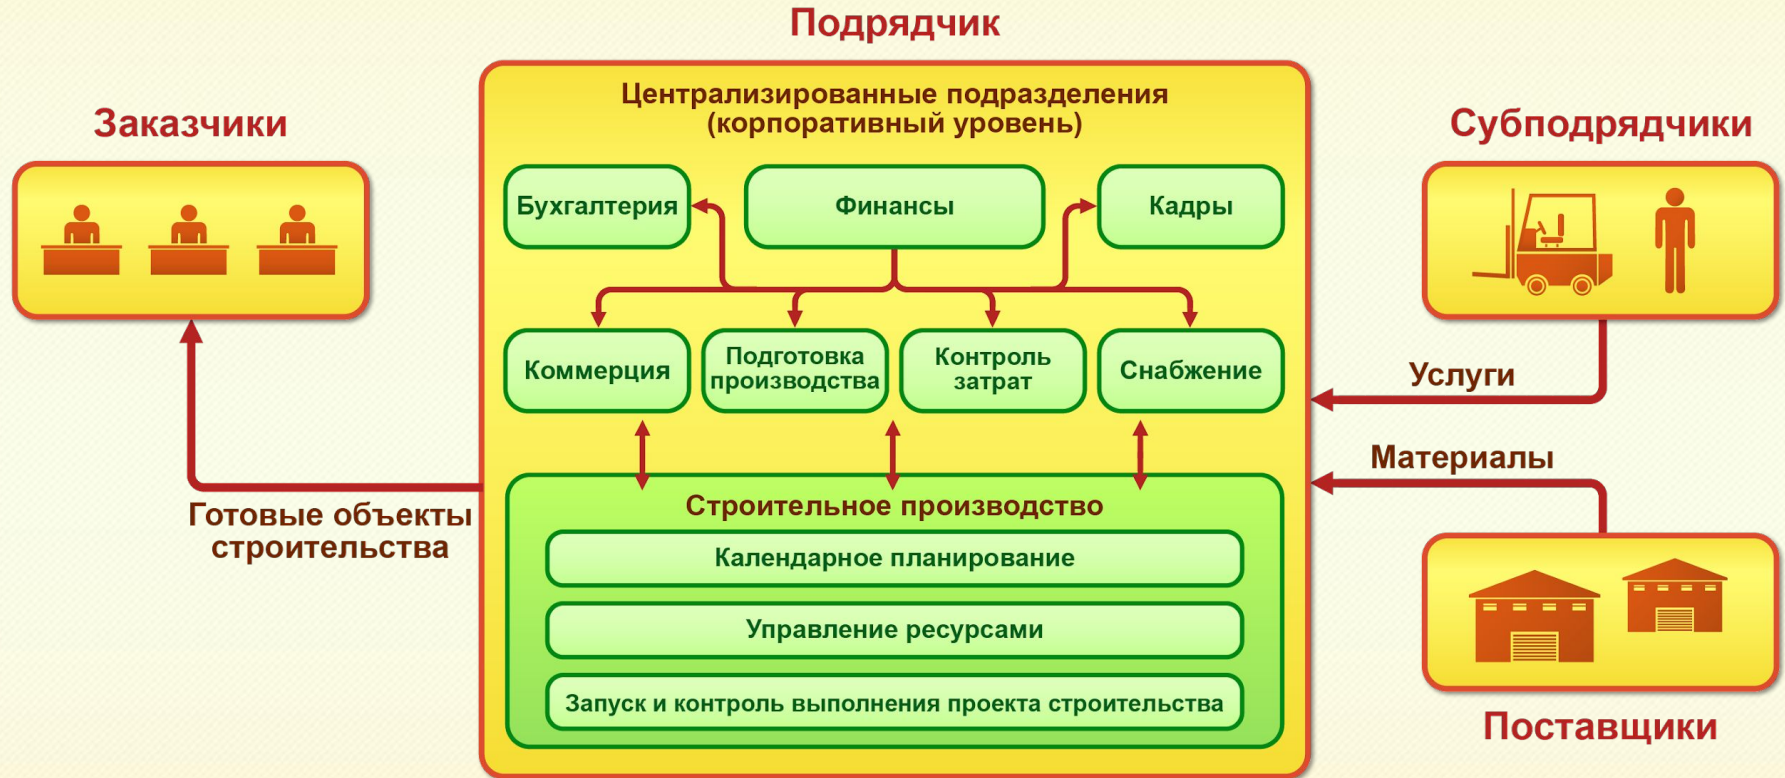 Подрядчик
Централизированные подразделения
(корпоративный уровень)
Заказчики
Субподрядчики
Бухгалтерия
Финансы
Кадры
Коммерция
Подготовка
производства
Контроль
затрат
Снабжение
Услуги
Материалы
Готовые объекты
строительства
Строительное производство
Календарное планирование
Управление ресурсами
Запуск и контроль выполнения проекта строительства
Поставщики